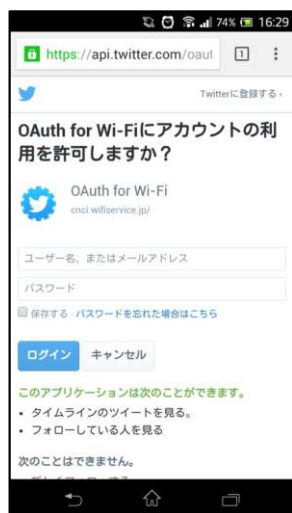 74% 16:29
https://api.twitter.com/oaut 1
Twitterに登録する ›
OAuth for Wi-Fiにアカウントの利
用を許可しますか？
OAuth for Wi-Fi
cnci.wifiservice.jp/
ユーザー名、またはメールアドレス
パスワード
保存する · パスワードを忘れた場合はこちら
ログイン キャンセル
このアプリケーションは次のことができます。
• タイムラインのツイートを見る。
• フォローしている人を見る
次のことはできません。